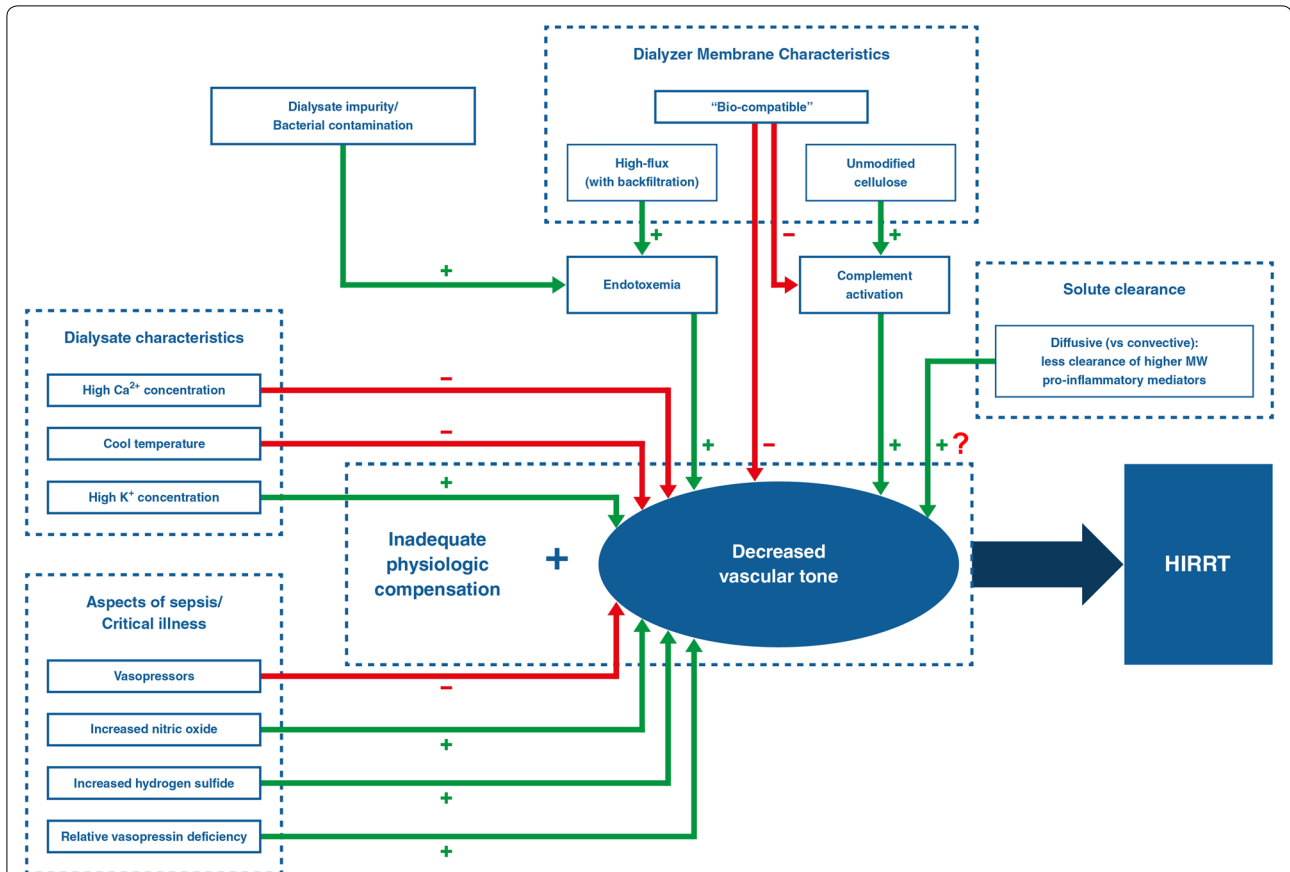 Dialyzer Membrane Characteristics
“Bio-compatible”
Dialysate impurity/
Bacterial contamination
High-flux
(with backfiltration)
Unmodified
cellulose
+
−
+
+
Endotoxemia
Complement
activation
Solute clearance
Diffusive (vs convective):
less clearance of higher MW
pro-inflammatory mediators
Dialysate characteristics
High Ca²⁺ concentration
−
Cool temperature
−
High K⁺ concentration
+
+
−
+
+?
Inadequate
physiologic
compensation
+
Decreased
vascular tone
HIRRT
Aspects of sepsis/
Critical illness
Vasopressors
−
Increased nitric oxide
+
Increased hydrogen sulfide
+
Relative vasopressin deficiency
+